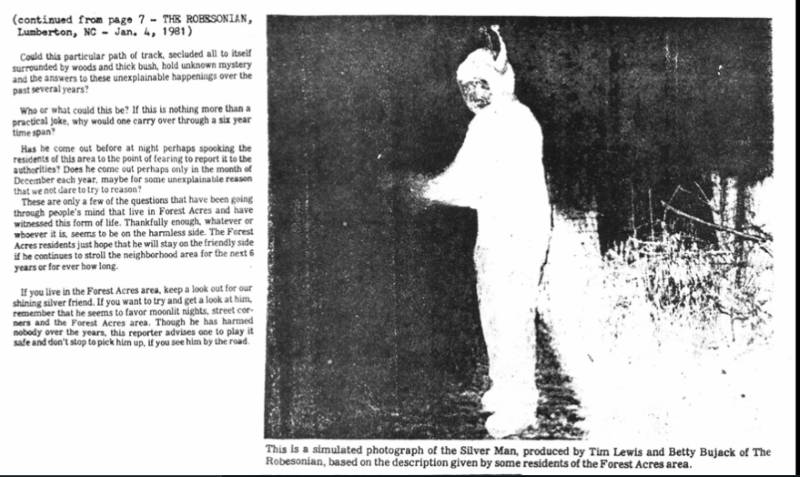 (continued from page 7 - THE ROBESONIAN,
Lumberton, NC - Jan. 4, 1981)
Could this particular path of track, secluded all to itself
surrounded by woods and thick bush, hold unknown mystery
and the answers to these unexplainable happenings over the
past several years?
Who or what could this be? If this is nothing more than a
practical joke, why would one carry over through a six year
time span?
Has he come out before at night perhaps spooking the
residents of this area to the point of fearing to report it to the
authorities? Does he come out perhaps only in the month of
December each year, maybe for some unexplainable reason
that we not dare to try to reason?
These are only a few of the questions that have been going
through people's mind that live in Forest Acres and have
witnessed this form of life. Thankfully enough, whatever or
whoever it is, seems to be on the harmless side. The Forest
Acres residents just hope that he will stay on the friendly side
if he continues to stroll the neighborhood area for the next 6
years or for ever how long.
If you live in the Forest Acres area, keep a look out for our
shining silver friend. If you want to try and get a look at him,
remember that he seems to favor moonlit nights, street cor-
ners and the Forest Acres area. Though he has harmed
nobody over the years, this reporter advises one to play it
safe and don't stop to pick him up, if you see him by the road.
This is a simulated photograph of the Silver Man, produced by Tim Lewis and Betty Bujack of The
Robesonian, based on the description given by some residents of the Forest Acres area.